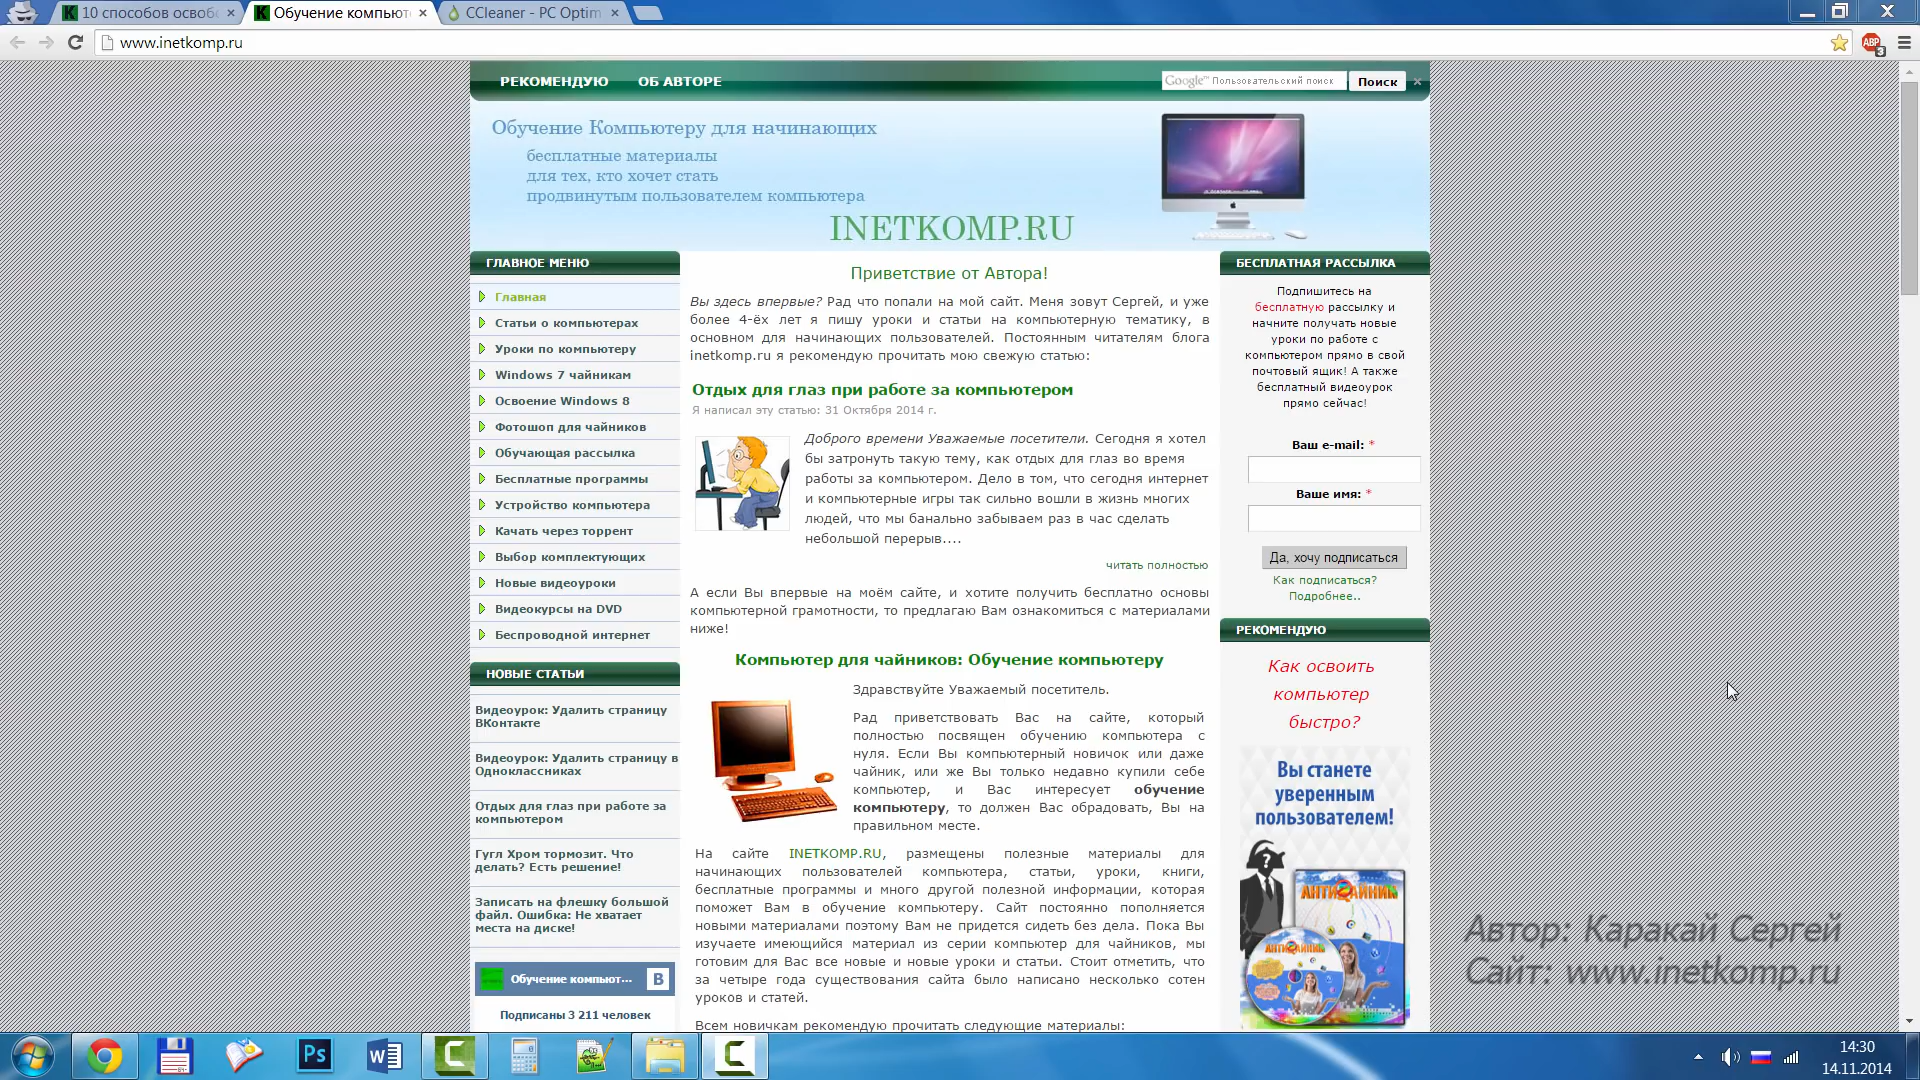 10 способов освоб
Обучение компьют
CCleaner - PC Optim
www.inetkomp.ru
ABP
3
РЕКОМЕНДУЮ
ОБ АВТОРЕ
Google™ Пользовательский поиск
Поиск
Обучение Компьютеру для начинающих
бесплатные материалы
для тех, кто хочет стать
продвинутым пользователем компьютера
INETKOMP.RU
ГЛАВНОЕ МЕНЮ
Главная
Статьи о компьютерах
Уроки по компьютеру
Windows 7 чайникам
Освоение Windows 8
Фотошоп для чайников
Обучающая рассылка
Бесплатные программы
Устройство компьютера
Качать через торрент
Выбор комплектующих
Новые видеоуроки
Видеокурсы на DVD
Беспроводной интернет
НОВЫЕ СТАТЬИ
Видеоурок: Удалить страницу
ВКонтакте
Видеоурок: Удалить страницу в
Одноклассниках
Отдых для глаз при работе за
компьютером
Гугл Хром тормозит. Что
делать? Есть решение!
Записать на флешку большой
файл. Ошибка: Не хватает
места на диске!
Обучение компьют...
B
Подписаны 3 211 человек
Приветствие от Автора!
Вы здесь впервые? Рад что попали на мой сайт. Меня зовут Сергей, и уже
более 4-ёх лет я пишу уроки и статьи на компьютерную тематику, в
основном для начинающих пользователей. Постоянным читателям блога
inetkomp.ru я рекомендую прочитать мою свежую статью:
Отдых для глаз при работе за компьютером
Я написал эту статью: 31 Октября 2014 г.
Доброго времени Уважаемые посетители. Сегодня я хотел
бы затронуть такую тему, как отдых для глаз во время
работы за компьютером. Дело в том, что сегодня интернет
и компьютерные игры так сильно вошли в жизнь многих
людей, что мы банально забываем раз в час сделать
небольшой перерыв....
читать полностью
А если Вы впервые на моём сайте, и хотите получить бесплатно основы
компьютерной грамотности, то предлагаю Вам ознакомиться с материалами
ниже!
Компьютер для чайников: Обучение компьютеру
Здравствуйте Уважаемый посетитель.
Рад приветствовать Вас на сайте, который
полностью посвящен обучению компьютера с
нуля. Если Вы компьютерный новичок или даже
чайник, или же Вы только недавно купили себе
компьютер, и Вас интересует обучение
компьютеру, то должен Вас обрадовать, Вы на
правильном месте.
На сайте INETKOMP.RU, размещены полезные материалы для
начинающих пользователей компьютера, статьи, уроки, книги,
бесплатные программы и много другой полезной информации, которая
поможет Вам в обучение компьютеру. Сайт постоянно пополняется
новыми материалами поэтому Вам не придется сидеть без дела. Пока Вы
изучаете имеющийся материал из серии компьютер для чайников, мы
готовим для Вас все новые и новые уроки и статьи. Стоит отметить, что
за четыре года существования сайта было написано несколько сотен
уроков и статей.
Всем новичкам рекомендую прочитать следующие материалы:
БЕСПЛАТНАЯ РАССЫЛКА
Подпишитесь на
бесплатную рассылку и
начните получать новые
уроки по работе с
компьютером прямо в свой
почтовый ящик! А также
бесплатный видеоурок
прямо сейчас!
Ваш e-mail: *
Ваше имя: *
Да, хочу подписаться
Как подписаться?
Подробнее..
РЕКОМЕНДУЮ
Как освоить
компьютер
быстро?
Вы станете
уверенным
пользователем!
АНТИЧАЙНИК
АНТИЧАЙНИК
Автор: Каракай Сергей
Сайт: www.inetkomp.ru
Ps
W
C
C
14:30
14.11.2014